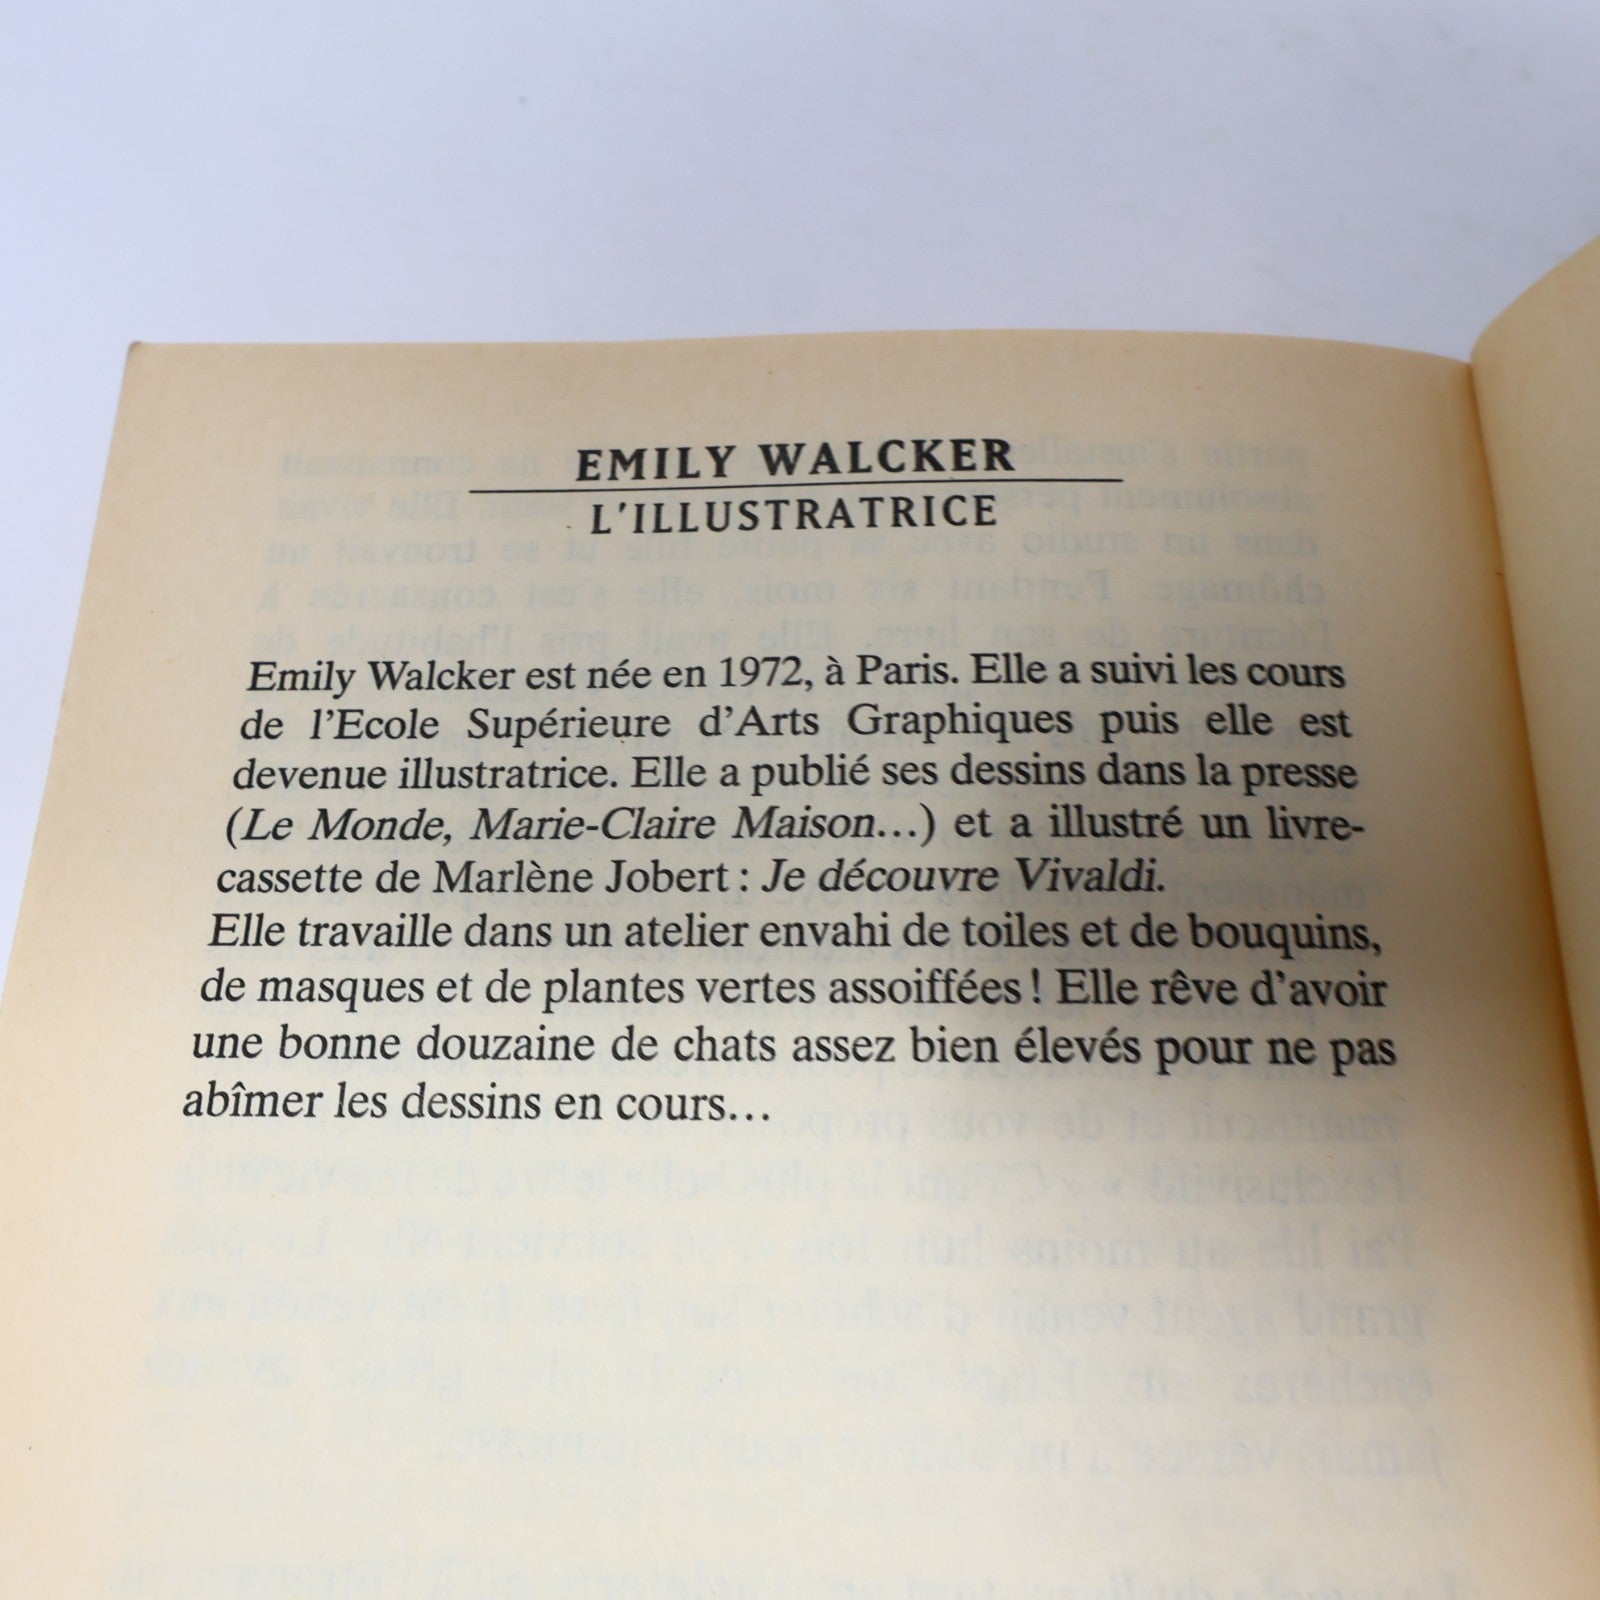 EMILY WALCKER
L'ILLUSTRATRICE
Emily Walcker est née en 1972, à Paris. Elle a suivi les cours
de l'Ecole Supérieure d'Arts Graphiques puis elle est
devenue illustratrice. Elle a publié ses dessins dans la presse
(Le Monde, Marie-Claire Maison...) et a illustré un livre-
cassette de Marlène Jobert : Je découvre Vivaldi.
Elle travaille dans un atelier envahi de toiles et de bouquins,
de masques et de plantes vertes assoiffées ! Elle rêve d'avoir
une bonne douzaine de chats assez bien élevés pour ne pas
abîmer les dessins en cours...